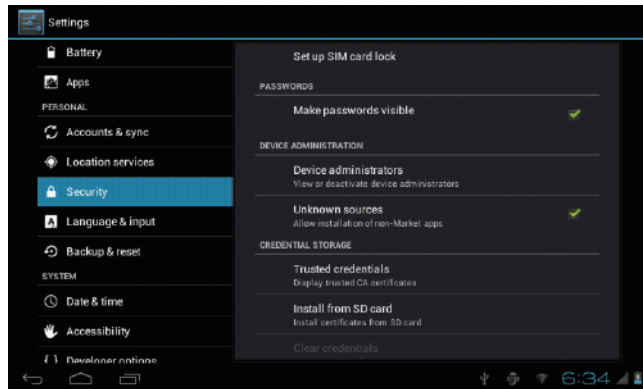 Settings
Battery
Apps
PERSONAL
Accounts & sync
Location services
Security
Language & input
Backup & reset
SYSTEM
Date & time
Accessibility
{ } Developer options
Set up SIM card lock
PASSWORDS
Make passwords visible
DEVICE ADMINISTRATION
Device administrators
View or deactivate device administrators
Unknown sources
Allow installation of non-Market apps
CREDENTIAL STORAGE
Trusted credentials
Display trusted CA certificates
Install from SD card
Install certificates from SD card
Clear credentials
6:34